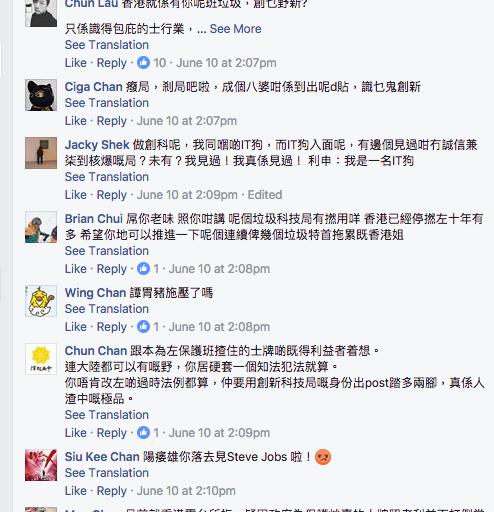 Chun Lau 香港就係有你呢班垃圾，創乜野新?
只係識得包庇的士行業，... See More
See Translation
Like · Reply · 10 · June 10 at 2:07pm
Ciga Chan 癈局，剎局吧啦，成個八婆咁係到出呢d貼，識乜鬼創新
See Translation
Like · Reply · June 10 at 2:07pm
Jacky Shek 做創科呢，我同嗰啲IT狗，而IT狗入面呢，有邊個見過咁冇誠信兼
柒到核爆嘅局？未有？我見過！我真係見過！ 利申：我是一名IT狗
See Translation
Like · Reply · June 10 at 2:09pm · Edited
Brian Chui 屌你老味 照你咁講 呢個垃圾科技局有撚用咩 香港已經停撚左十年有
多 希望你地可以推進一下呢個連續俾幾個垃圾特首拖累既香港姐
See Translation
Like · Reply · 1 · June 10 at 2:08pm
Wing Chan 譚胃豬施壓了嗎
See Translation
Like · Reply · 1 · June 10 at 2:08pm
Chun Chan 跟本為左保護班揸住的士牌啲既得利益者着想。
連大陸都可以有嘅野，你居硬套一個知法犯法就算。
你唔肯改左啲過時法例都算，仲要用創新科技局嘅身份出post踏多兩腳，真係人
渣中嘅極品。
See Translation
Like · Reply · 1 · June 10 at 2:09pm
Siu Kee Chan 陽痿雄你落去見Steve Jobs 啦！😡
See Translation
Like · Reply · June 10 at 2:10pm